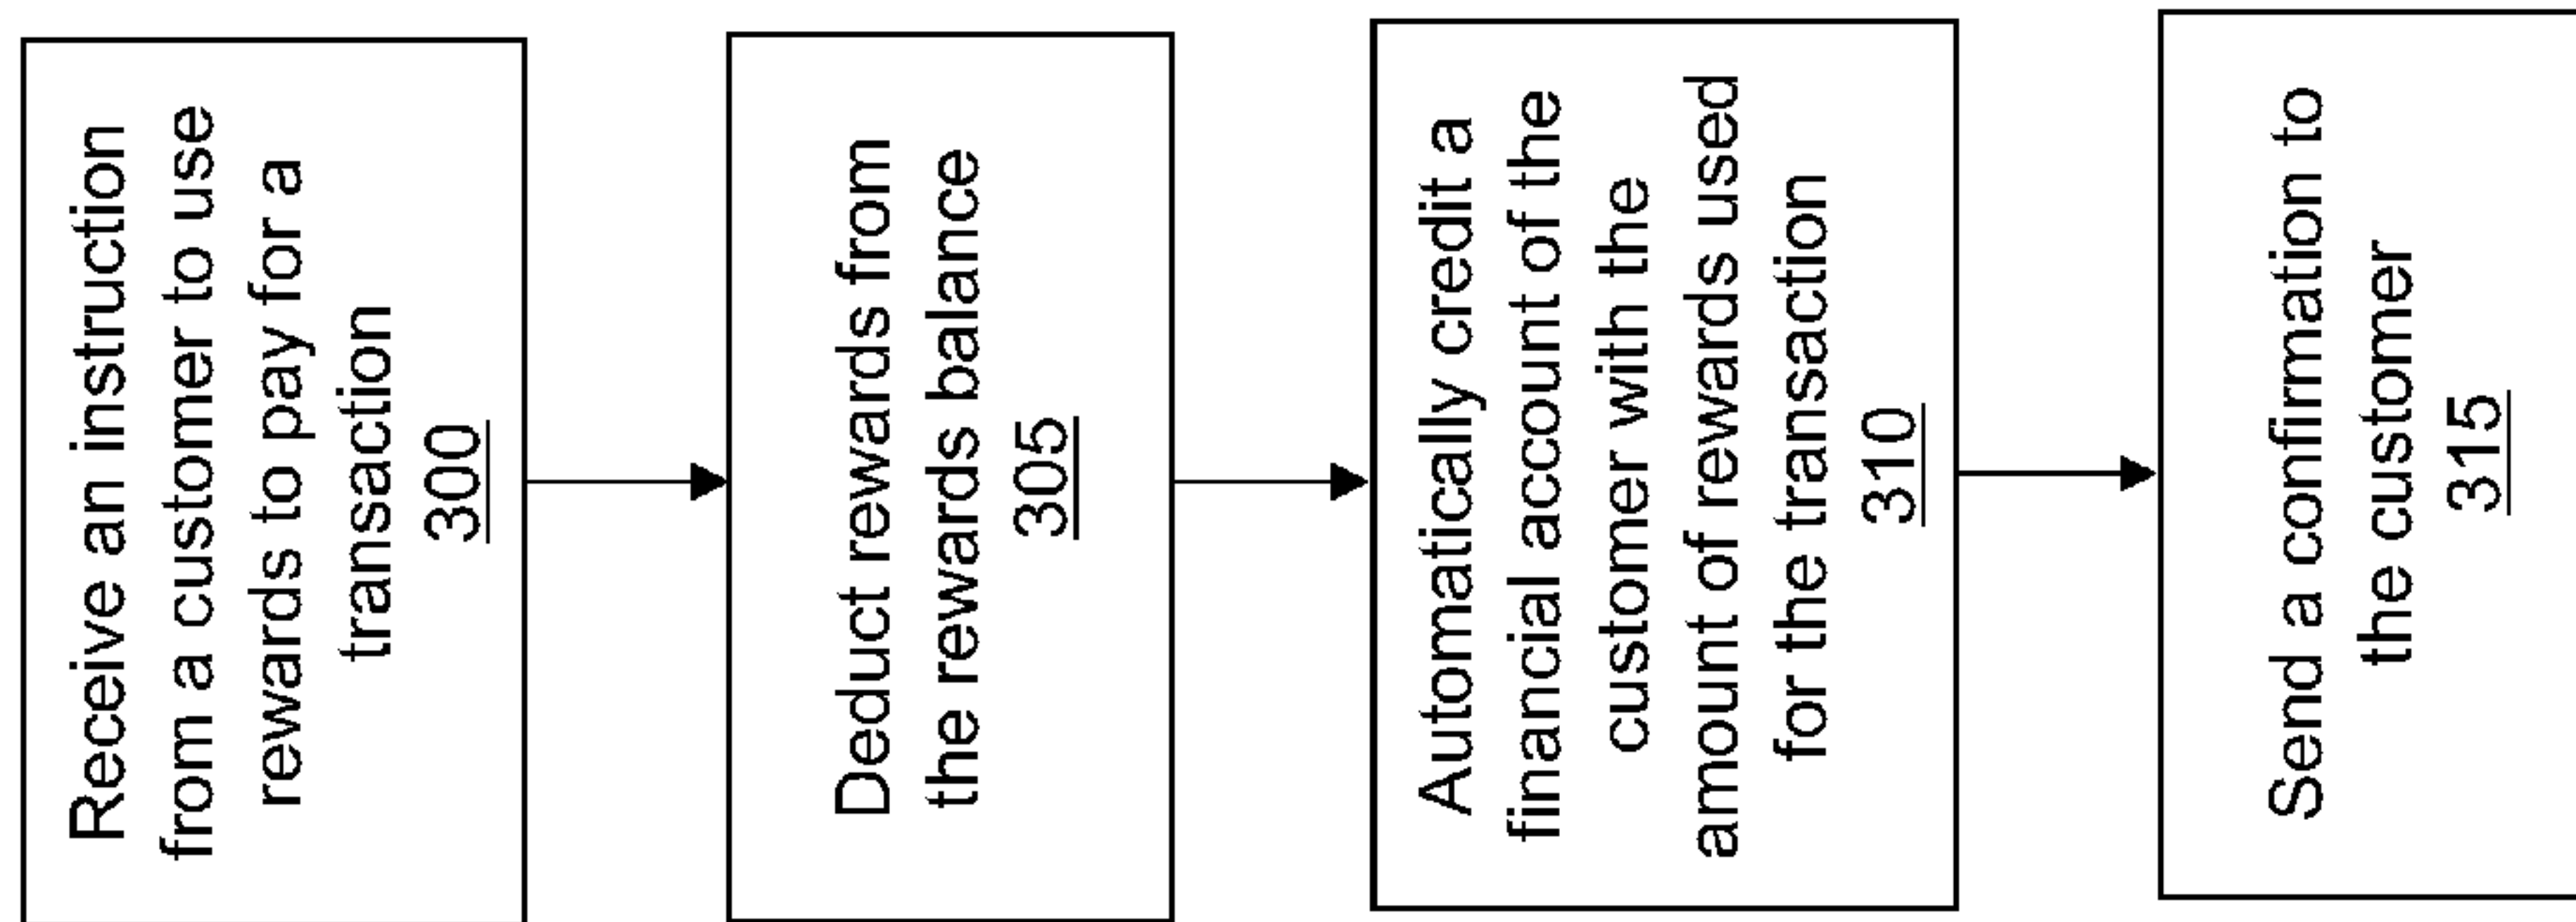 Receive an instruction
from a customer to use
rewards to pay for a
transaction
300
Deduct rewards from
the rewards balance
305
Automatically credit a
financial account of the
customer with the
amount of rewards used
for the transaction
310
Send a confirmation to
the customer
315